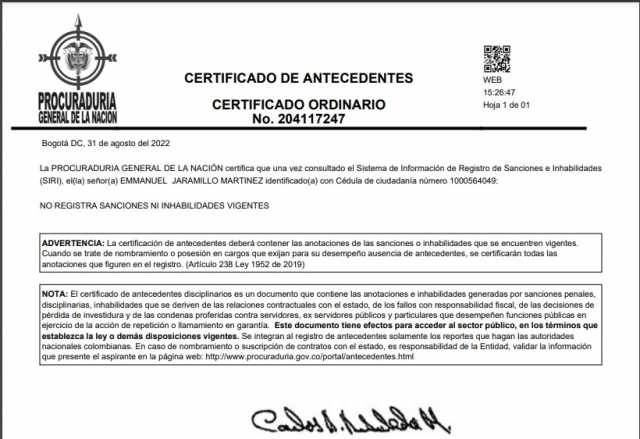 PROCURADURIA
GENERAL DE LA NACION
CERTIFICADO DE ANTECEDENTES
CERTIFICADO ORDINARIO
No. 204117247
WEB
15:26:47
Hoja 1 de 01
Bogotá DC, 31 de agosto del 2022
La PROCURADURIA GENERAL DE LA NACIÓN certifica que una vez consultado el Sistema de Información de Registro de Sanciones e Inhabilidades
(SIRI), el(la) señor(a) EMMANUEL JARAMILLO MARTINEZ identificado(a) con Cédula de ciudadanía número 1000564049:
NO REGISTRA SANCIONES NI INHABILIDADES VIGENTES
ADVERTENCIA: La certificación de antecedentes deberá contener las anotaciones de las sanciones o inhabilidades que se encuentren vigentes.
Cuando se trate de nombramiento o posesión en cargos que exijan para su desempeño ausencia de antecedentes, se certificarán todas las
anotaciones que figuren en el registro. (Artículo 238 Ley 1952 de 2019)
NOTA: El certificado de antecedentes disciplinarios es un documento que contiene las anotaciones e inhabilidades generadas por sanciones penales,
disciplinarias, inhabilidades que se deriven de las relaciones contractuales con el estado, de los fallos con responsabilidad fiscal, de las decisiones de
pérdida de investidura y de las condenas proferidas contra servidores, ex servidores públicos y particulares que desempeñen funciones públicas en
ejercicio de la acción de repetición o llamamiento en garantía. Este documento tiene efectos para acceder al sector público, en los términos que
establezca la ley o demás disposiciones vigentes. Se integran al registro de antecedentes solamente los reportes que hagan las autoridades
nacionales colombianas. En caso de nombramiento o suscripción de contratos con el estado, es responsabilidad de la Entidad, validar la información
que presente el aspirante en la página web: http://www.procuraduria.gov.co/portal/antecedentes.html